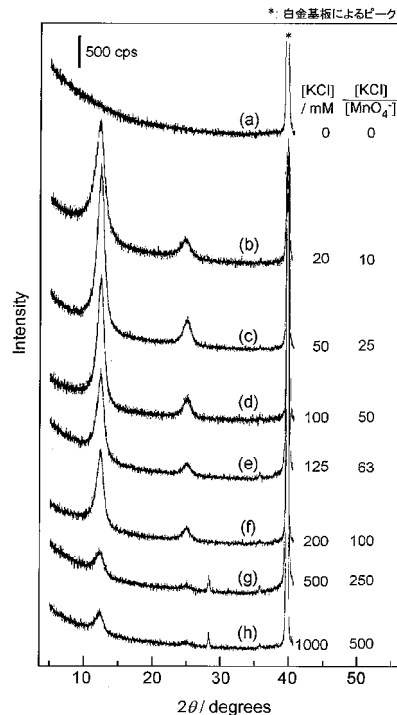 *: 白金基板によるピーク
500 cps
*
[KCl] / mM
[KCl] / [MnO₄⁻]
(a) 0 0
(b) 20 10
(c) 50 25
(d) 100 50
(e) 125 63
(f) 200 100
(g) 500 250
(h) 1000 500
Intensity
10 20 30 40 50
2θ / degrees